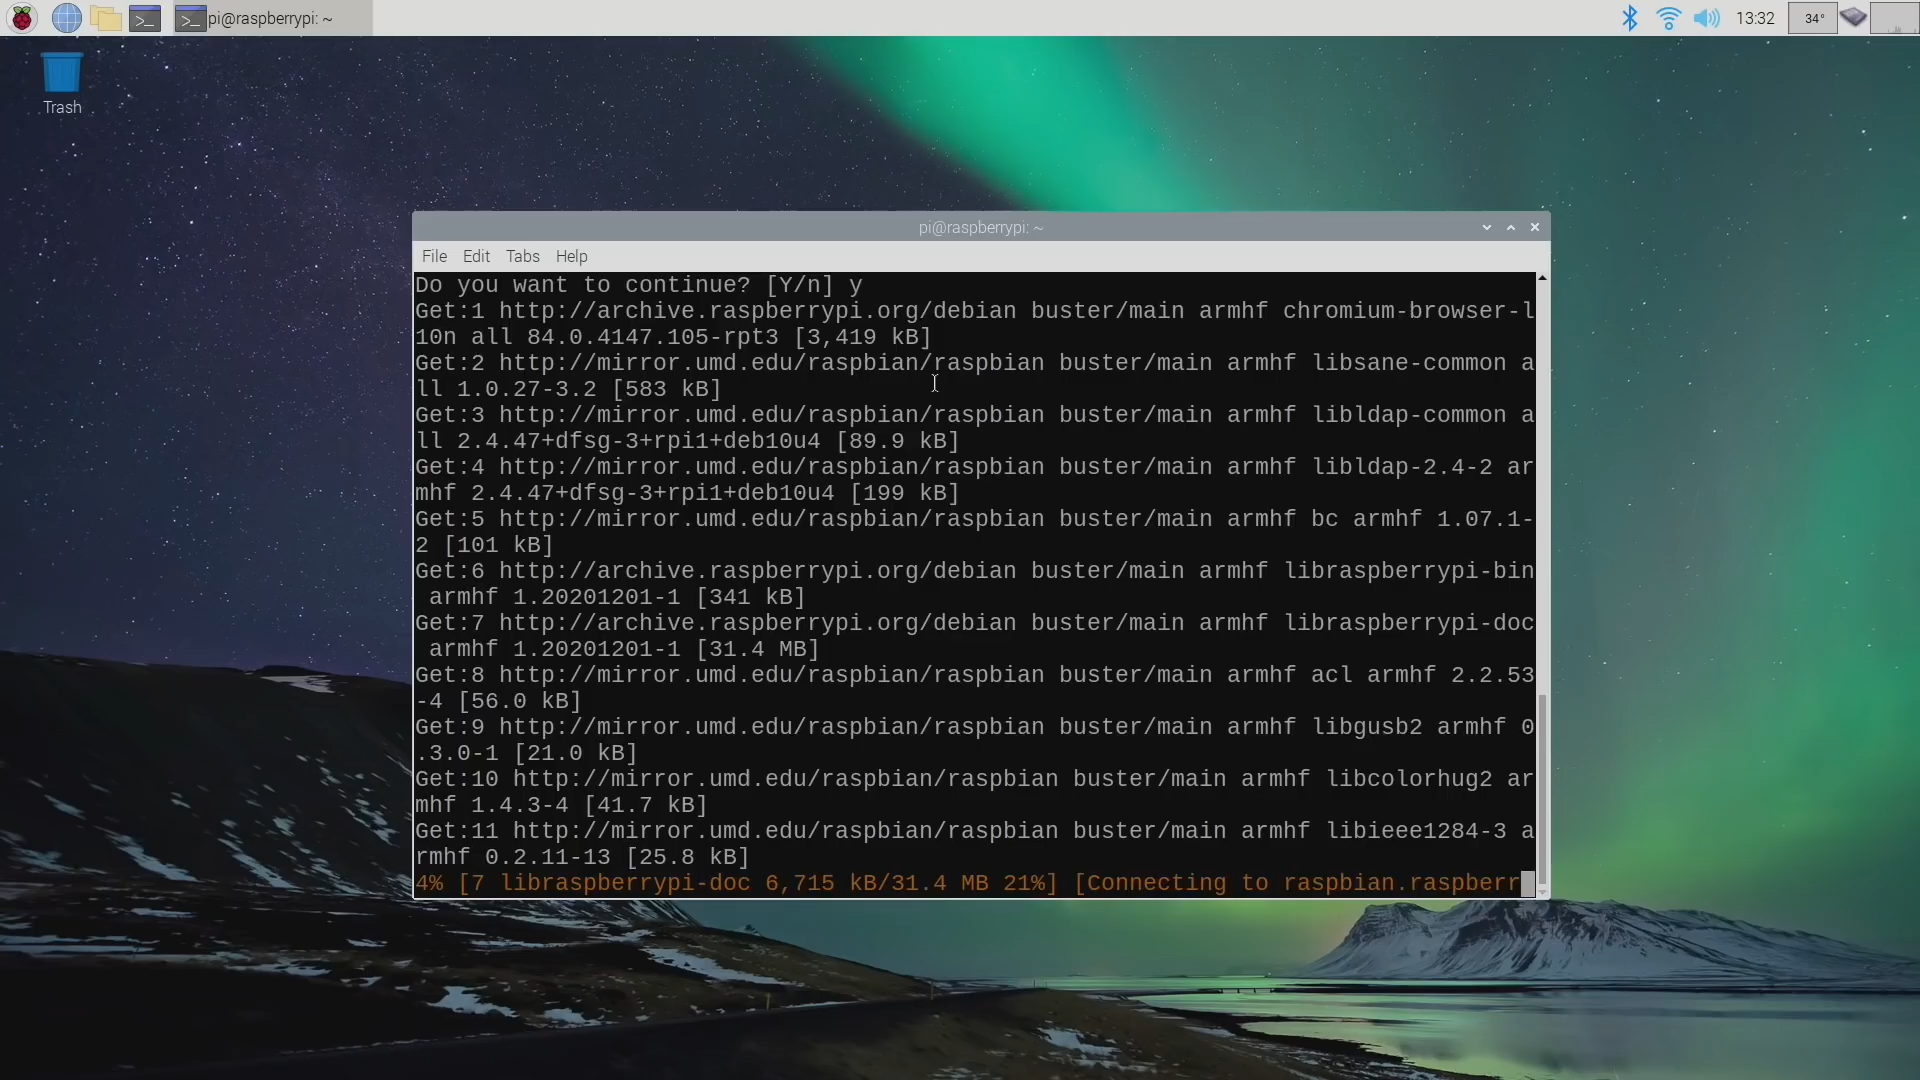 pi@raspberrypi: ~
13:32
34°
Trash
pi@raspberrypi: ~
File Edit Tabs Help
Do you want to continue? [Y/n] y
Get:1 http://archive.raspberrypi.org/debian buster/main armhf chromium-browser-l
10n all 84.0.4147.105-rpt3 [3,419 kB]
Get:2 http://mirror.umd.edu/raspbian/raspbian buster/main armhf libsane-common a
ll 1.0.27-3.2 [583 kB]
Get:3 http://mirror.umd.edu/raspbian/raspbian buster/main armhf libldap-common a
ll 2.4.47+dfsg-3+rpi1+deb10u4 [89.9 kB]
Get:4 http://mirror.umd.edu/raspbian/raspbian buster/main armhf libldap-2.4-2 ar
mhf 2.4.47+dfsg-3+rpi1+deb10u4 [199 kB]
Get:5 http://mirror.umd.edu/raspbian/raspbian buster/main armhf bc armhf 1.07.1-
2 [101 kB]
Get:6 http://archive.raspberrypi.org/debian buster/main armhf libraspberrypi-bin
 armhf 1.20201201-1 [341 kB]
Get:7 http://archive.raspberrypi.org/debian buster/main armhf libraspberrypi-doc
 armhf 1.20201201-1 [31.4 MB]
Get:8 http://mirror.umd.edu/raspbian/raspbian buster/main armhf acl armhf 2.2.53
-4 [56.0 kB]
Get:9 http://mirror.umd.edu/raspbian/raspbian buster/main armhf libgusb2 armhf 0
.3.0-1 [21.0 kB]
Get:10 http://mirror.umd.edu/raspbian/raspbian buster/main armhf libcolorhug2 ar
mhf 1.4.3-4 [41.7 kB]
Get:11 http://mirror.umd.edu/raspbian/raspbian buster/main armhf libieee1284-3 a
rmhf 0.2.11-13 [25.8 kB]
4% [7 libraspberrypi-doc 6,715 kB/31.4 MB 21%] [Connecting to raspbian.raspberr